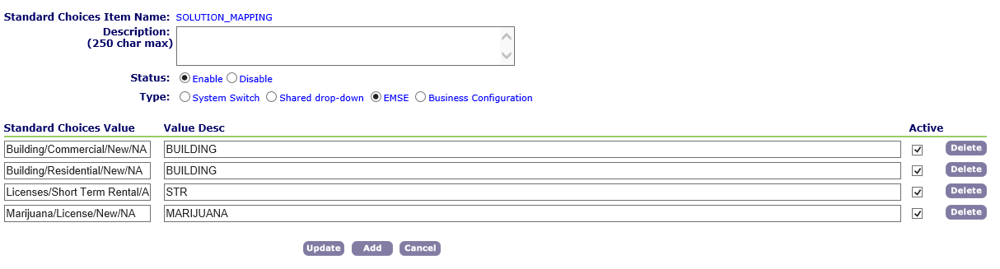 Standard Choices Item Name: SOLUTION_MAPPING
Description:
(250 char max)
Status: Enable Disable
Type: System Switch Shared drop-down EMSE Business Configuration
Standard Choices Value Value Desc Active
Building/Commercial/New/NA BUILDING Delete
Building/Residential/New/NA BUILDING Delete
Licenses/Short Term Rental/A STR Delete
Marijuana/License/New/NA MARIJUANA Delete
Update Add Cancel